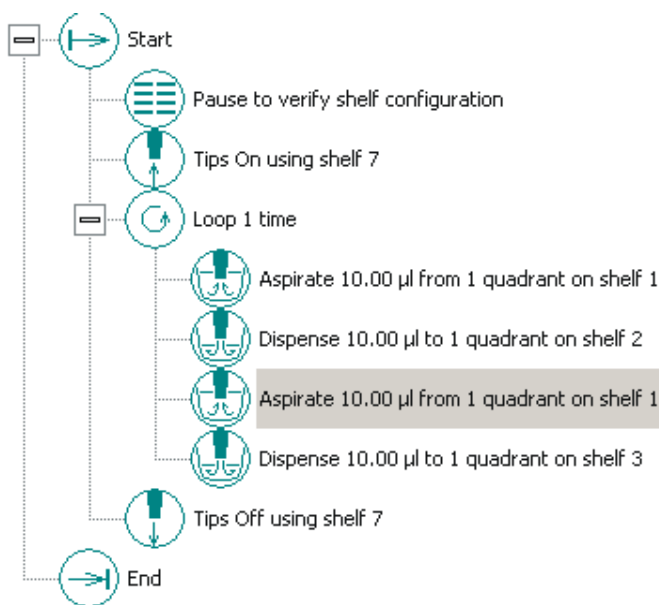 Start
Pause to verify shelf configuration
Tips On using shelf 7
Loop 1 time
Aspirate 10.00 µl from 1 quadrant on shelf 1
Dispense 10.00 µl to 1 quadrant on shelf 2
Aspirate 10.00 µl from 1 quadrant on shelf 1
Dispense 10.00 µl to 1 quadrant on shelf 3
Tips Off using shelf 7
End